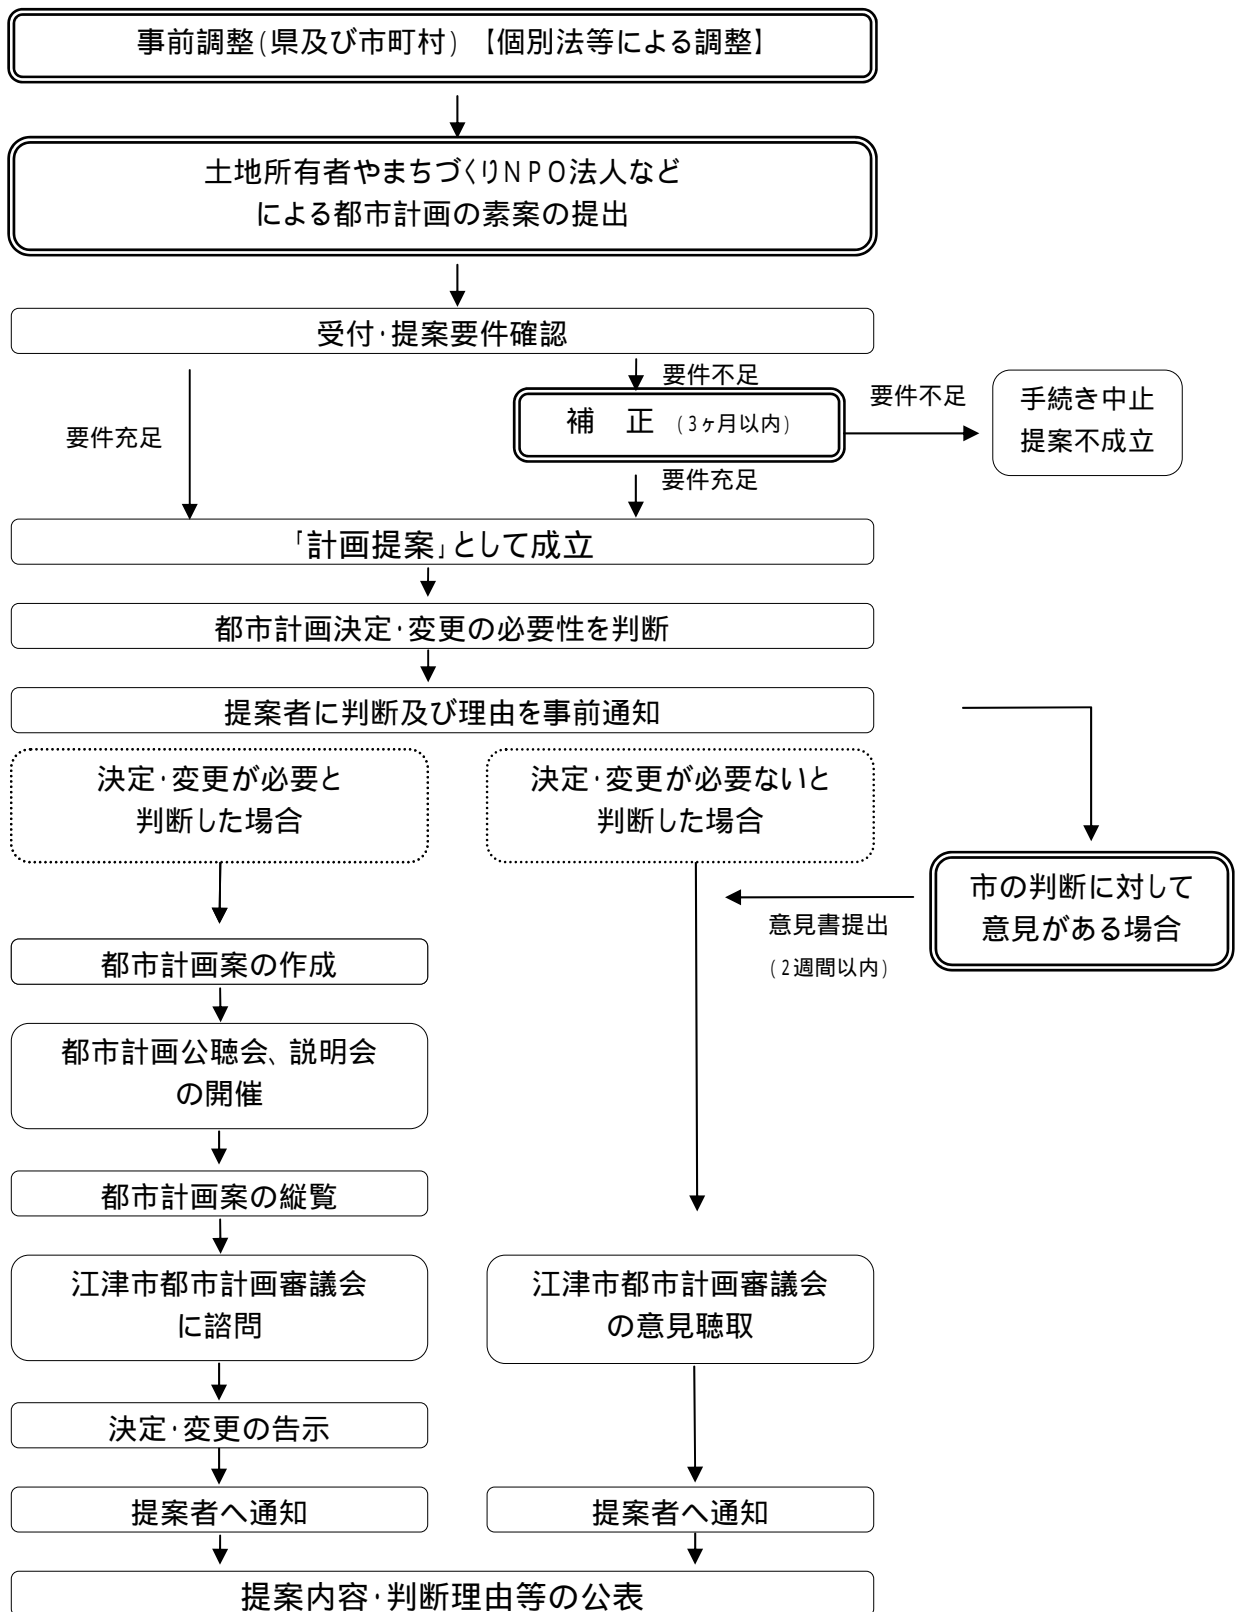 事前調整(県及び市町村)【個別法等による調整】
土地所有者やまちづくりNPO法人など
による都市計画の素案の提出
受付・提案要件確認
要件不足
要件充足
補　正 (3ヶ月以内)
要件不足
手続き中止
提案不成立
要件充足
「計画提案」として成立
都市計画決定・変更の必要性を判断
提案者に判断及び理由を事前通知
決定・変更が必要と
判断した場合
決定・変更が必要ないと
判断した場合
市の判断に対して
意見がある場合
意見書提出
(2週間以内)
都市計画案の作成
都市計画公聴会、説明会
の開催
都市計画案の縦覧
江津市都市計画審議会
に諮問
江津市都市計画審議会
の意見聴取
決定・変更の告示
提案者へ通知
提案者へ通知
提案内容・判断理由等の公表